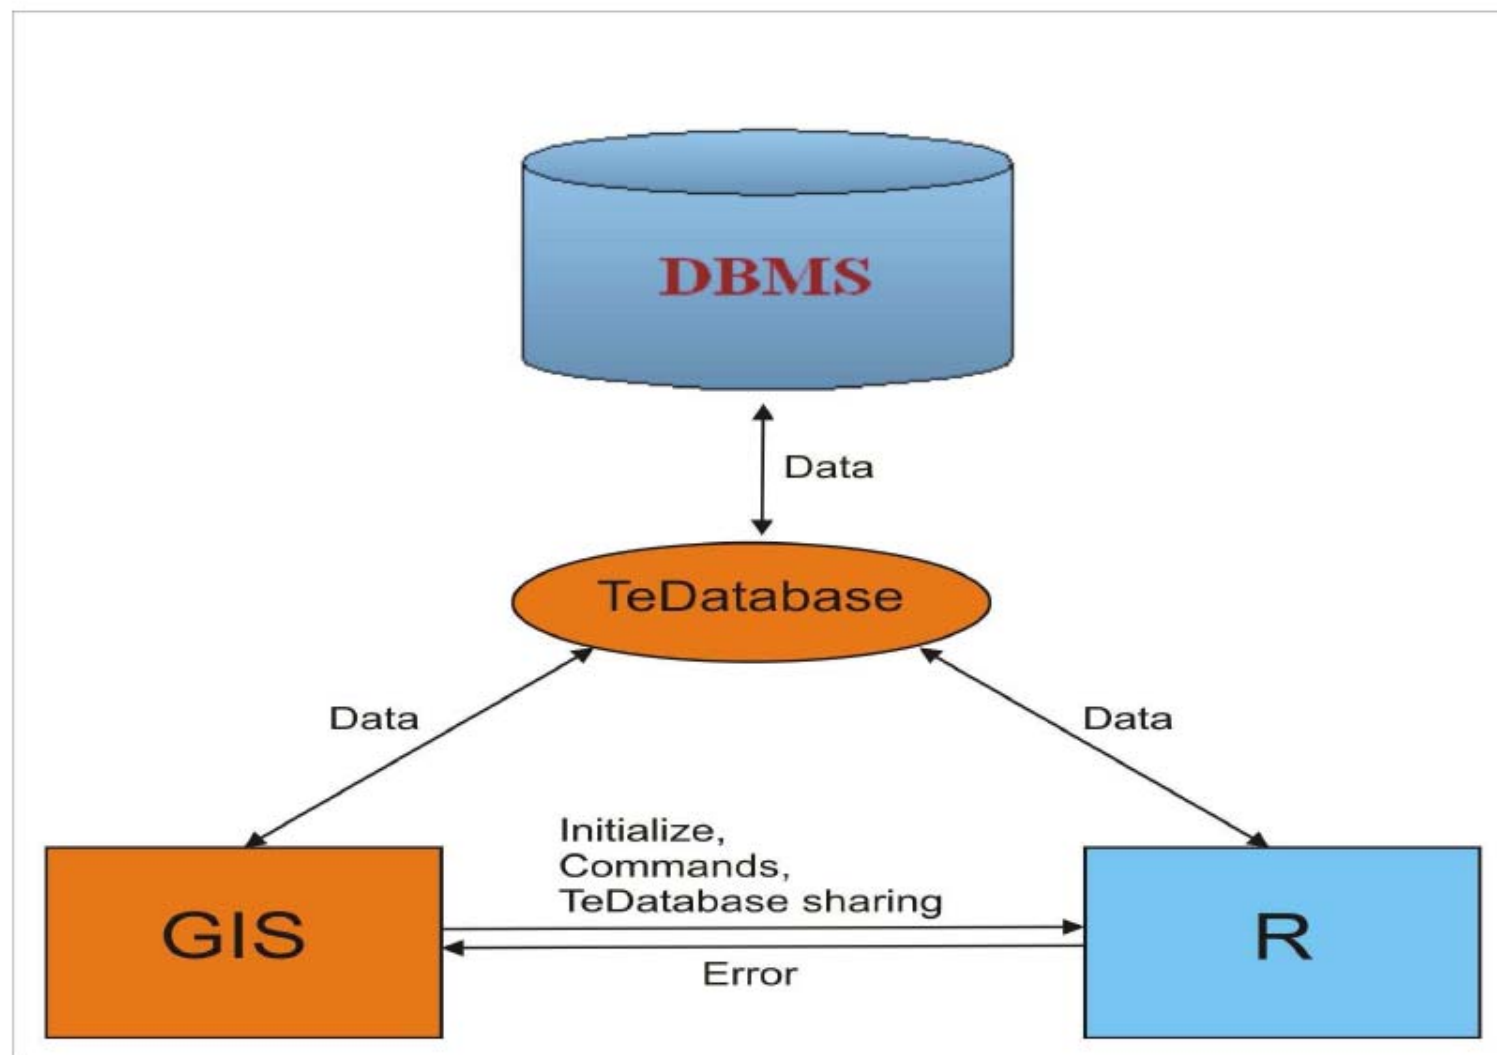 DBMS
Data
TeDatabase
Data
Data
Initialize,
Commands,
TeDatabase sharing
GIS
R
Error